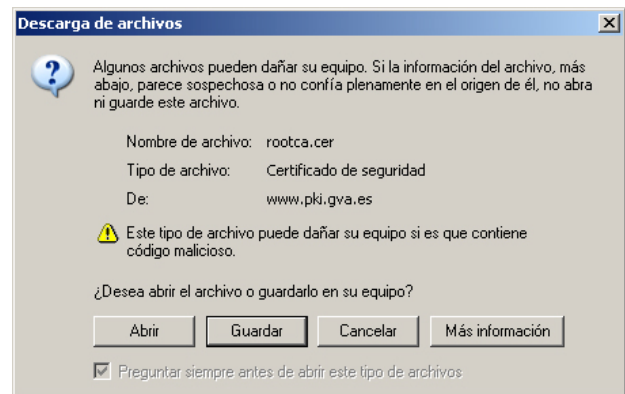 Descarga de archivos
Algunos archivos pueden dañar su equipo. Si la información del archivo, más
abajo, parece sospechosa o no confía plenamente en el origen de él, no abra
ni guarde este archivo.
Nombre de archivo: rootca.cer
Tipo de archivo: Certificado de seguridad
De: www.pki.gva.es
Este tipo de archivo puede dañar su equipo si es que contiene
código malicioso.
¿Desea abrir el archivo o guardarlo en su equipo?
Abrir Guardar Cancelar Más información
Preguntar siempre antes de abrir este tipo de archivos